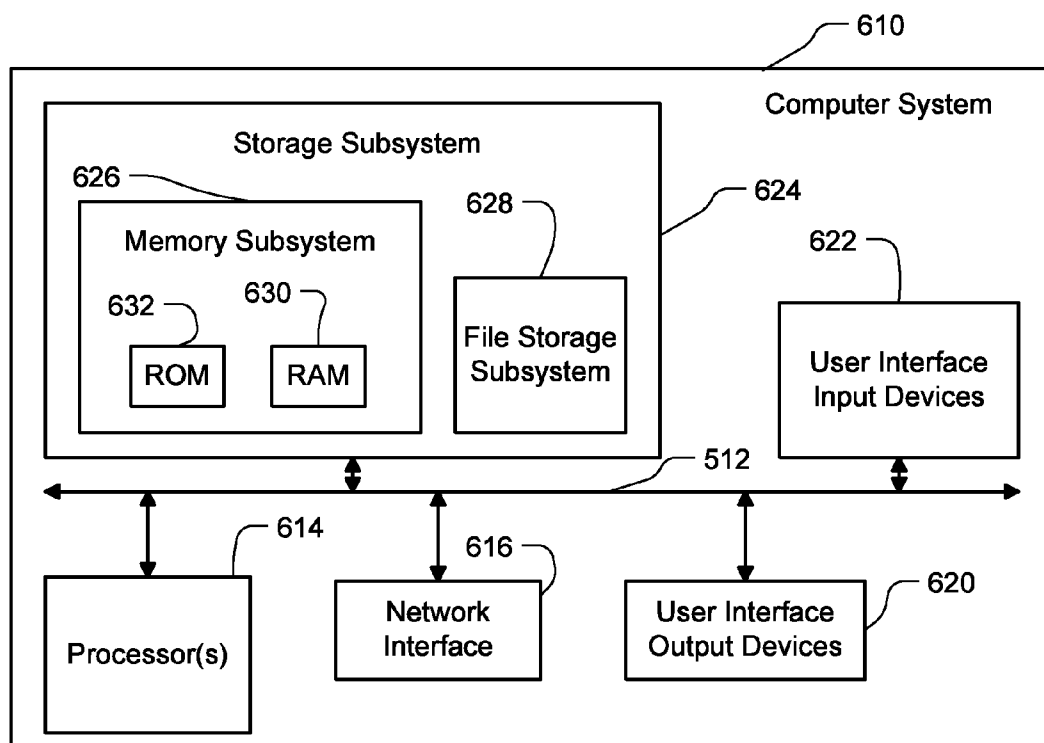 610
Computer System
Storage Subsystem
626
624
628
Memory Subsystem
622
632
630
File Storage
Subsystem
ROM
RAM
User Interface
Input Devices
512
614
616
620
Processor(s)
Network
Interface
User Interface
Output Devices